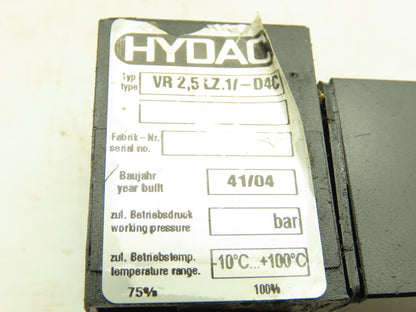 HYDAC
Typ
type VR 2,5 LZ.1/-D4C
Fabrik-Nr.
serial no.
Baujahr
year built 41/04
zul. Betriebsdruck
working pressure bar
zul. Betriebstemp.
temperature range. -10°C...+100°C
75% 100%